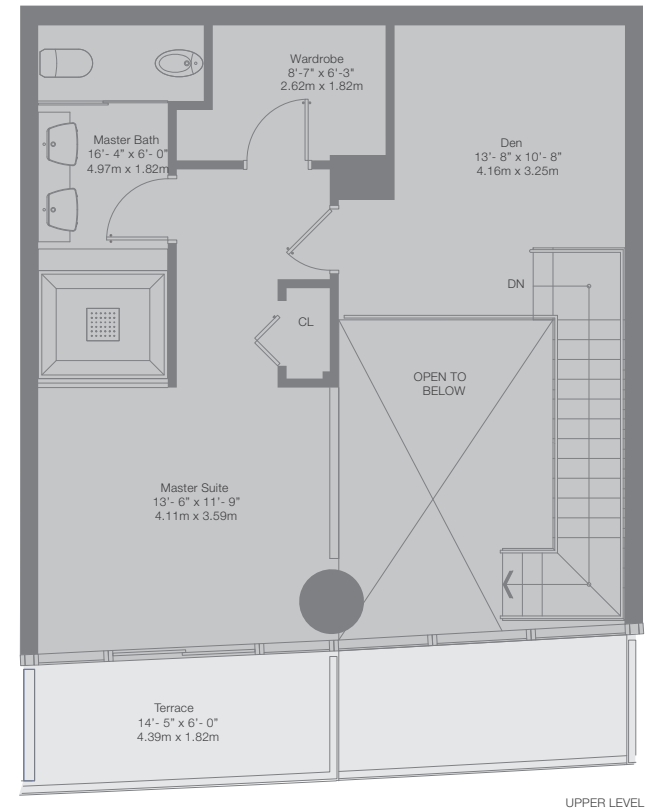 Wardrobe
8'-7" x 6'-3"
2.62m x 1.82m
Master Bath
16'- 4" x 6'- 0"
4.97m x 1.82m
Den
13'- 8" x 10'- 8"
4.16m x 3.25m
DN
CL
OPEN TO
BELOW
Master Suite
13'- 6" x 11'- 9"
4.11m x 3.59m
Terrace
14'- 5" x 6'- 0"
4.39m x 1.82m
UPPER LEVEL